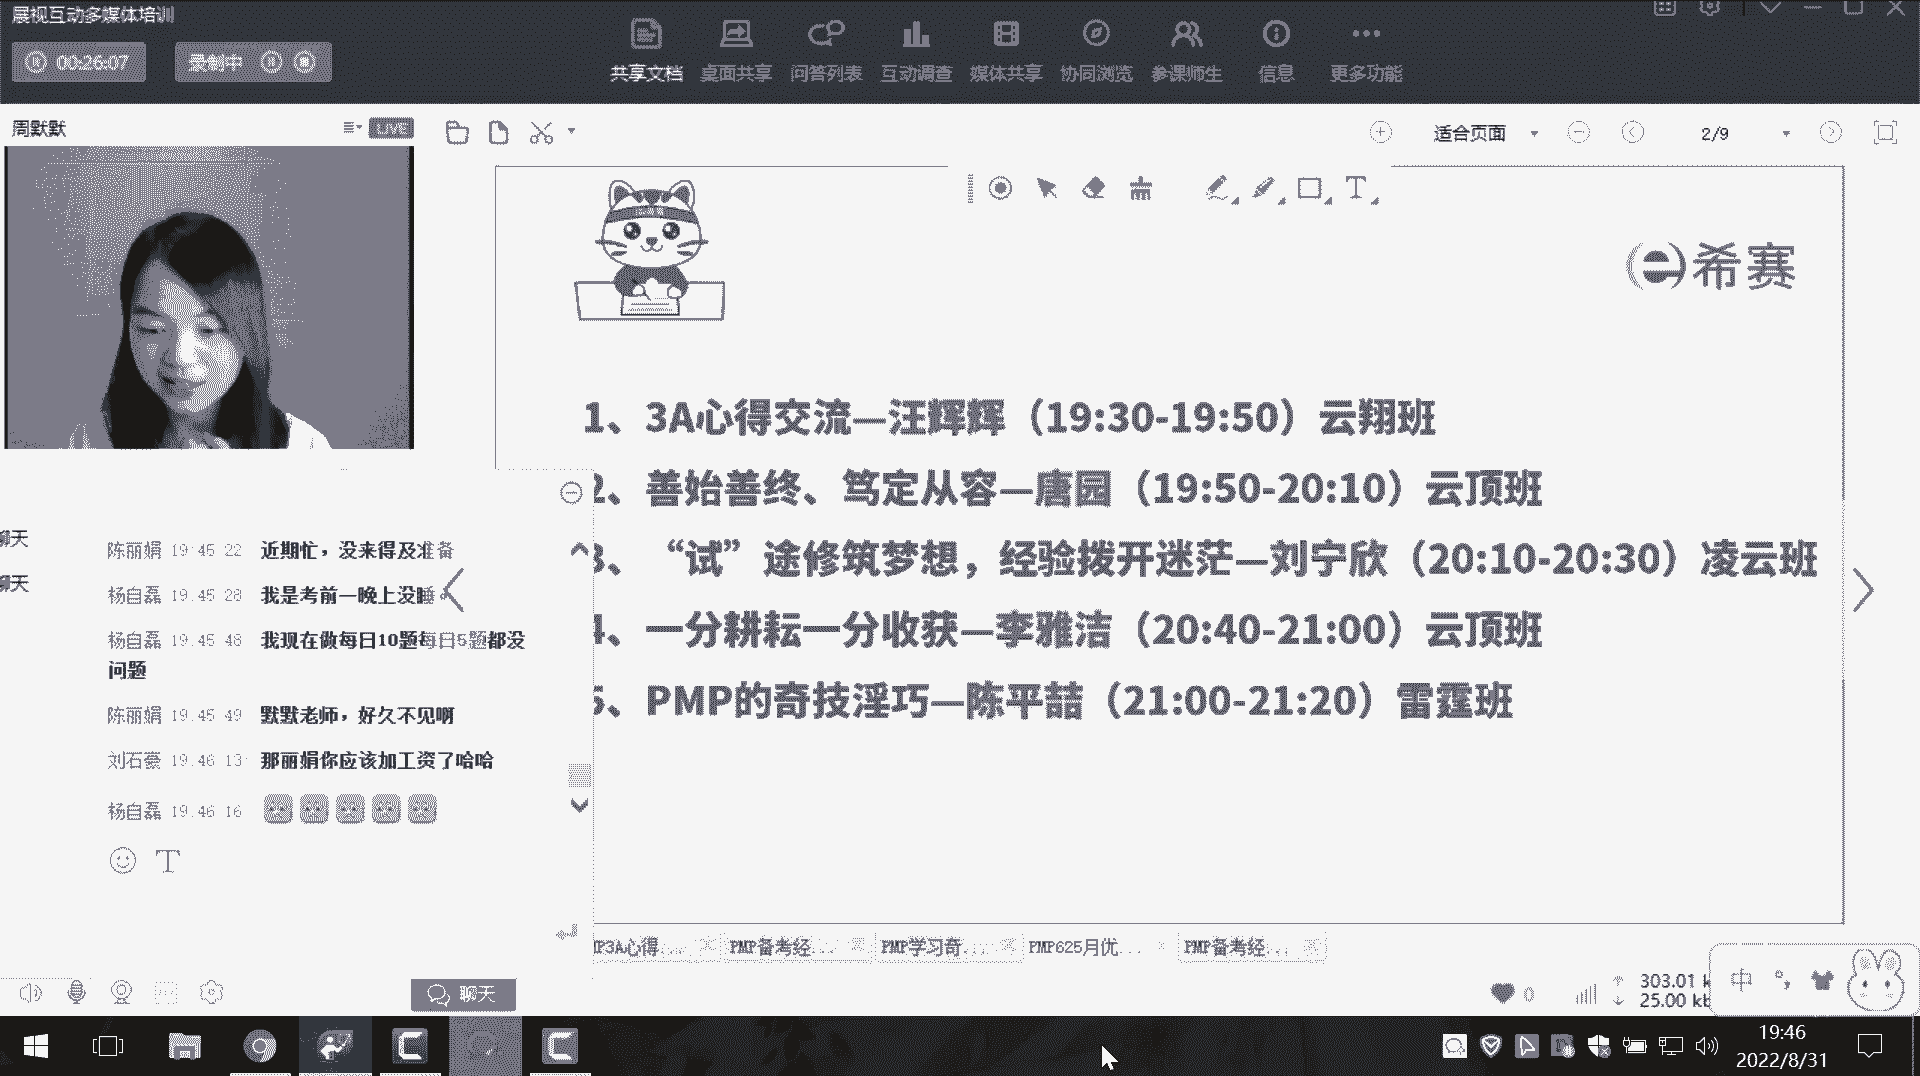 展视互动多媒体培训
00:26:07
录制中
共享文档 桌面共享 问答列表 互动调查 媒体共享 协同浏览 参课师生 信息 更多功能
周默默
LIVE
适合页面
2/9
希赛
1、3A心得交流—汪辉辉（19:30-19:50）云翔班
2、善始善终、笃定从容—唐园（19:50-20:10）云顶班
3、“试”途修筑梦想，经验拨开迷茫—刘宁欣（20:10-20:30）凌云班
4、一分耕耘一分收获—李雅洁（20:40-21:00）云顶班
5、PMP的奇技淫巧—陈平喆（21:00-21:20）雷霆班
聊天
聊天
陈丽娟 19:45 22 近期忙，没来得及准备
杨自磊 19:45 28 我是考前一晚上没睡
杨自磊 19:45 48 我现在做每日10题每日5题都没
问题
陈丽娟 19:45 49 默默老师，好久不见啊
刘石豪 19:46 13 那丽娟你应该加工资了哈哈
杨自磊 19:46 16
T
MP3A心得... PMP备考经... PMP学习奇... PMP625月优... PMP备考经...
聊天
0
303.01 k
25.00 kb
中
19:46
2022/8/31